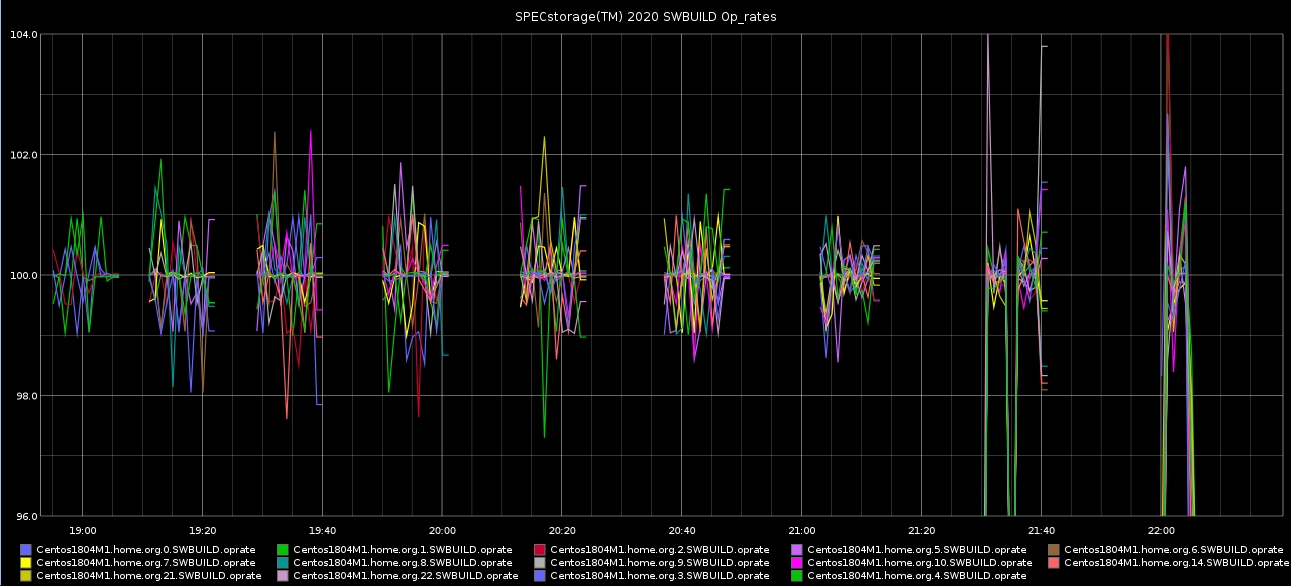 SPECstorage(TM) 2020 SWBUILD Op_rates
104.0
102.0
100.0
98.0
96.0
19:00 19:20 19:40 20:00 20:20 20:40 21:00 21:20 21:40 22:00
Centos1804M1.home.org.0.SWBUILD.oprate Centos1804M1.home.org.1.SWBUILD.oprate Centos1804M1.home.org.2.SWBUILD.oprate Centos1804M1.home.org.5.SWBUILD.oprate Centos1804M1.home.org.6.SWBUILD.oprate
Centos1804M1.home.org.7.SWBUILD.oprate Centos1804M1.home.org.8.SWBUILD.oprate Centos1804M1.home.org.9.SWBUILD.oprate Centos1804M1.home.org.10.SWBUILD.oprate Centos1804M1.home.org.14.SWBUILD.oprate
Centos1804M1.home.org.21.SWBUILD.oprate Centos1804M1.home.org.22.SWBUILD.oprate Centos1804M1.home.org.3.SWBUILD.oprate Centos1804M1.home.org.4.SWBUILD.oprate